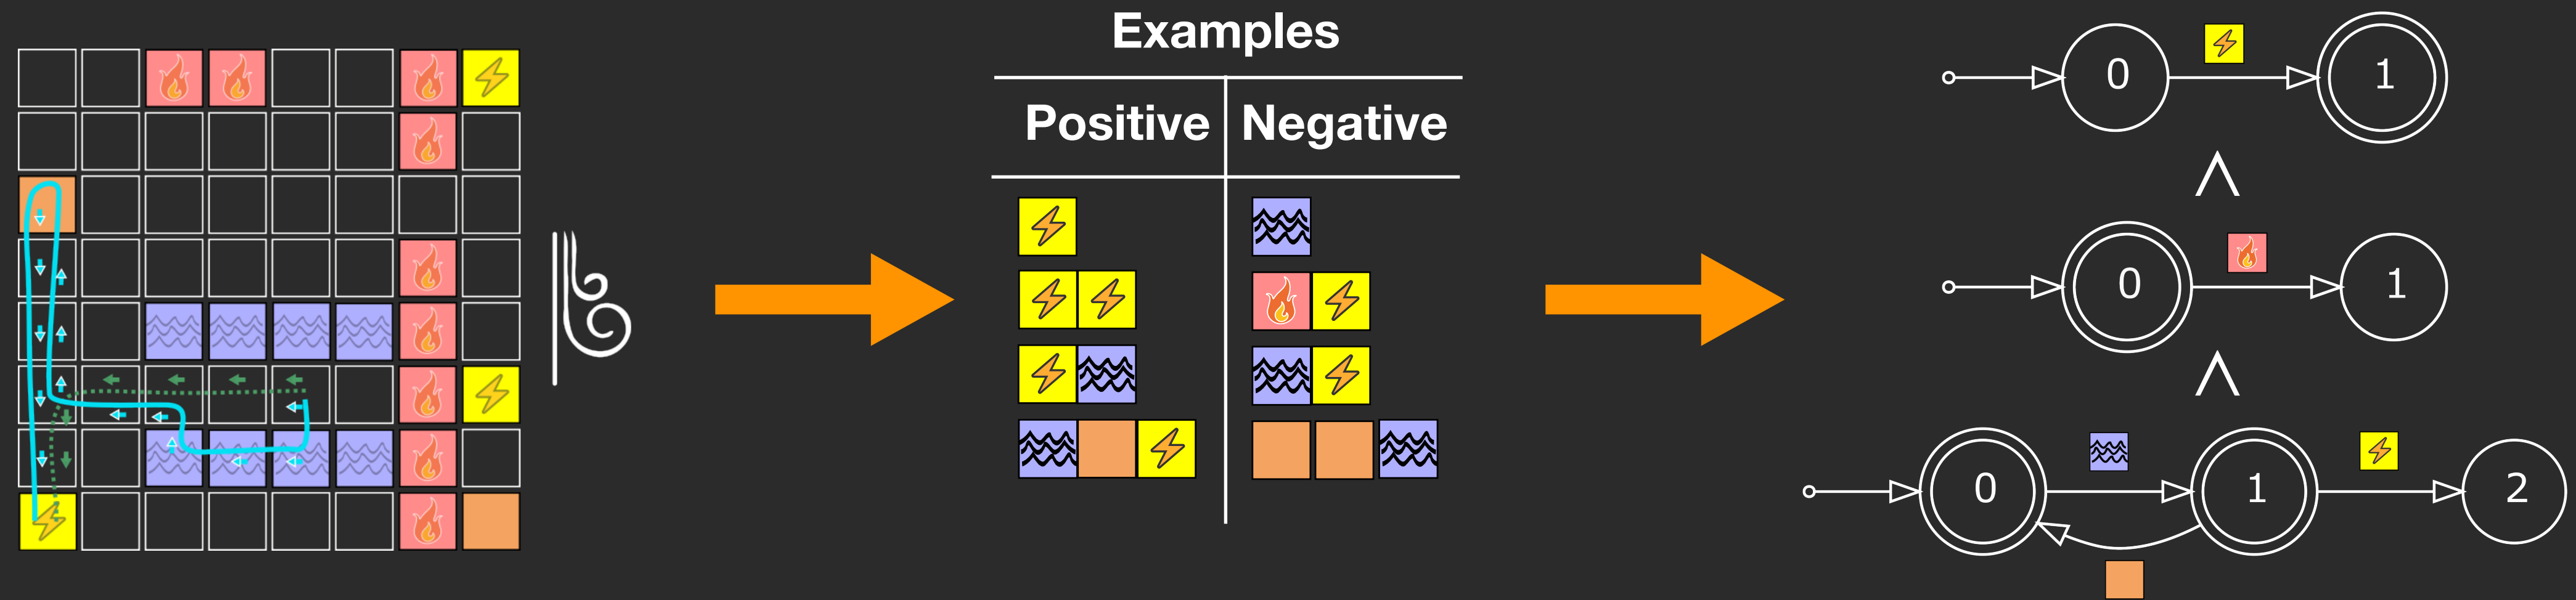 Examples
Positive Negative
0 1
∧
0 1
∧
0 1 2